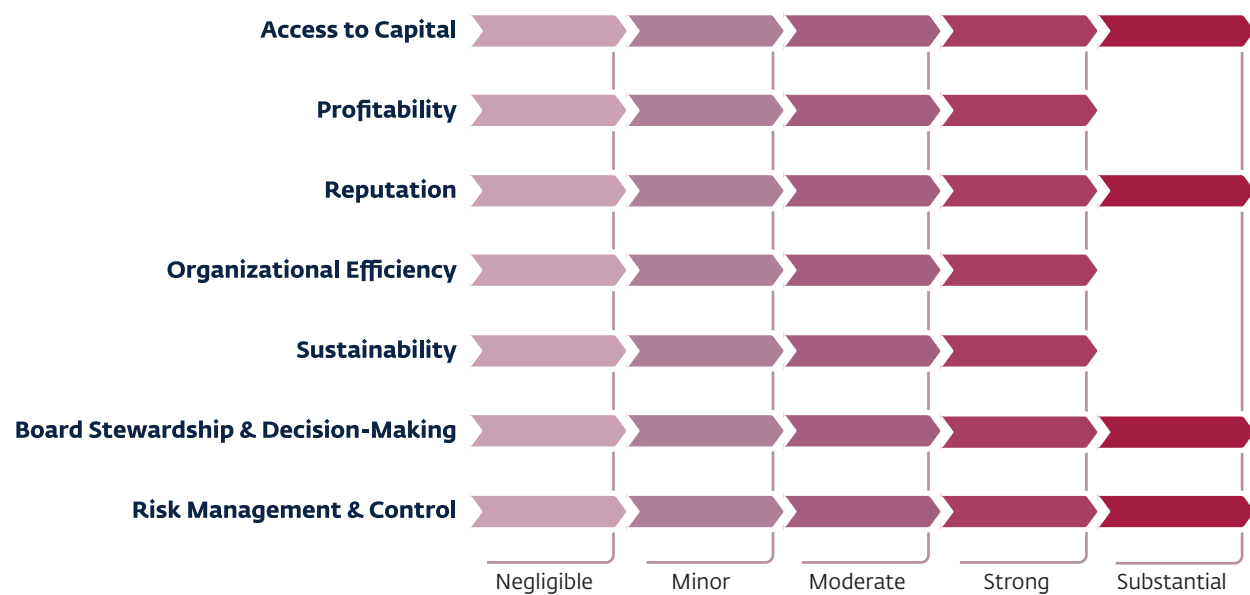 Access to Capital
Profitability
Reputation
Organizational Efficiency
Sustainability
Board Stewardship & Decision-Making
Risk Management & Control
Negligible Minor Moderate Strong Substantial